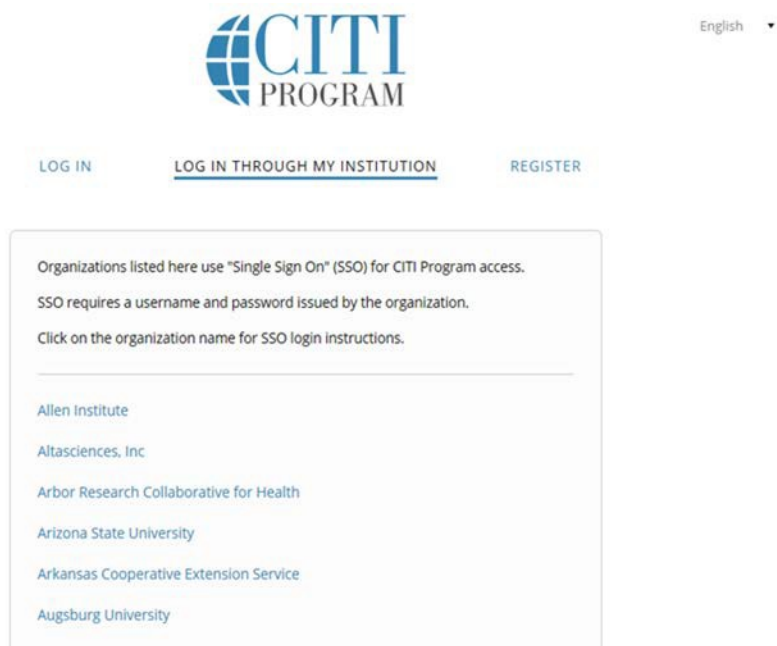 English
CITI
PROGRAM
LOG IN
LOG IN THROUGH MY INSTITUTION
REGISTER
Organizations listed here use "Single Sign On" (SSO) for CITI Program access.
SSO requires a username and password issued by the organization.
Click on the organization name for SSO login instructions.
Allen Institute
Altasciences, Inc
Arbor Research Collaborative for Health
Arizona State University
Arkansas Cooperative Extension Service
Augsburg University